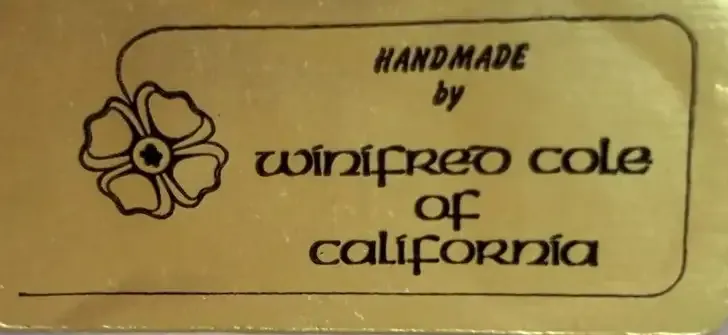 HANDMADE
by
winifred cole
of
california